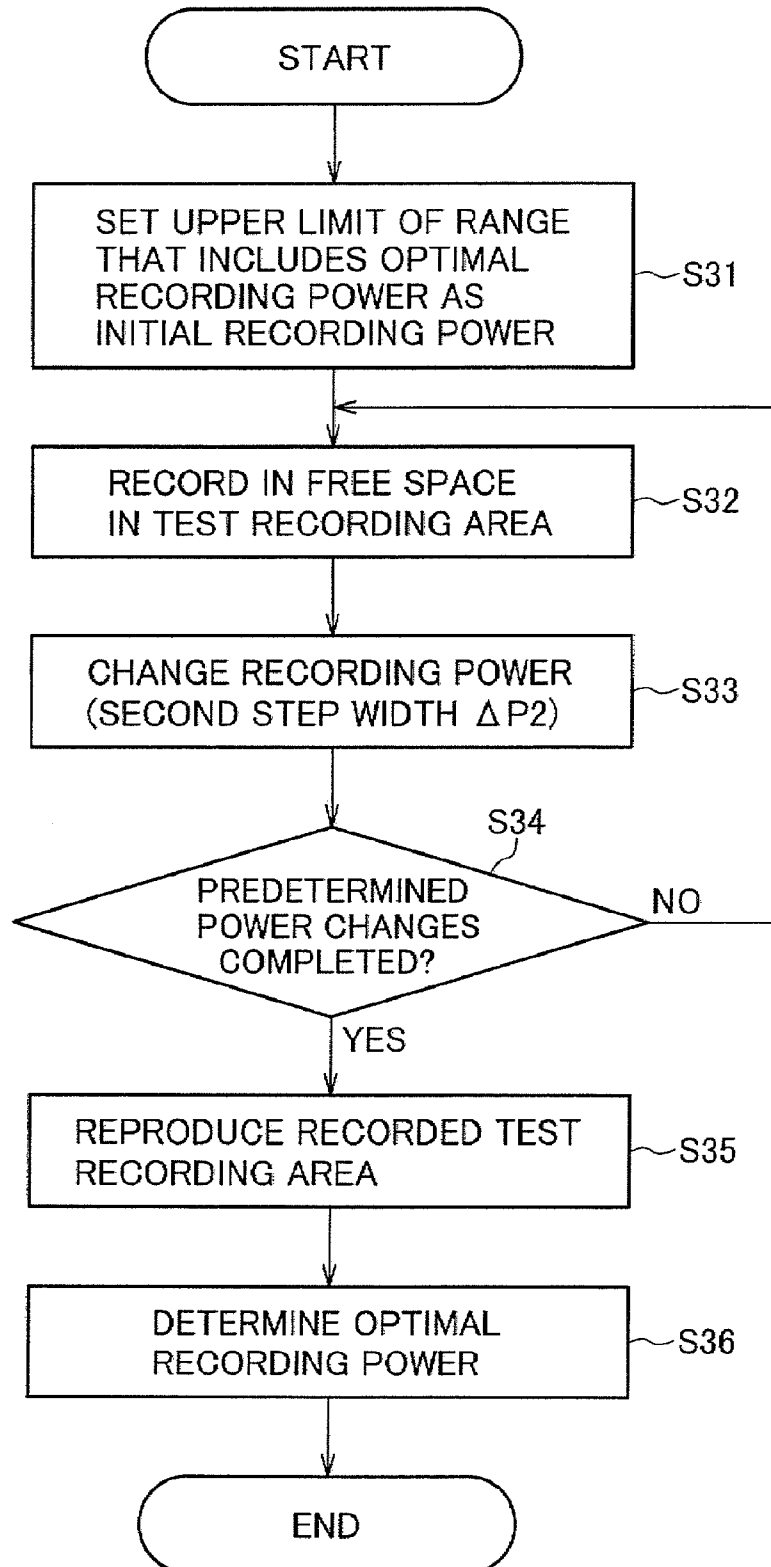 START
SET UPPER LIMIT OF RANGE
THAT INCLUDES OPTIMAL
RECORDING POWER AS
INITIAL RECORDING POWER
S31
RECORD IN FREE SPACE
IN TEST RECORDING AREA
S32
CHANGE RECORDING POWER
(SECOND STEP WIDTH ΔP2)
S33
S34
PREDETERMINED
POWER CHANGES
COMPLETED?
NO
YES
REPRODUCE RECORDED TEST
RECORDING AREA
S35
DETERMINE OPTIMAL
RECORDING POWER
S36
END